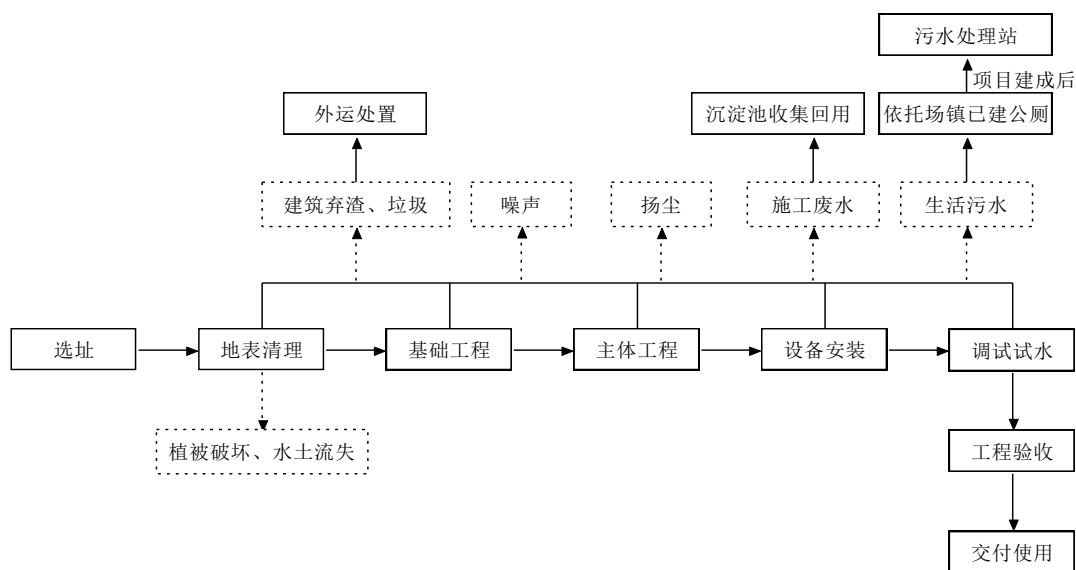 污水处理站
项目建成后
外运处置
沉淀池收集回用
依托场镇已建公厕
建筑弃渣、垃圾
噪声
扬尘
施工废水
生活污水
选址
地表清理
基础工程
主体工程
设备安装
调试试水
植被破坏、水土流失
工程验收
交付使用